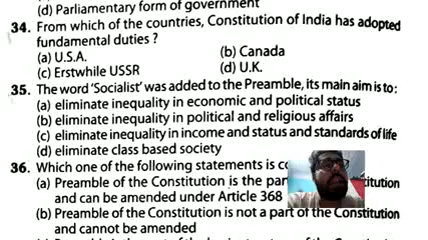 (d) Parliamentary form of government
34. From which of the countries, Constitution of India has adopted
fundamental duties ?
(a) U.S.A. (b) Canada
(c) Erstwhile USSR (d) U.K.
35. The word 'Socialist' was added to the Preamble, its main aim is to:
(a) eliminate inequality in economic and political status
(b) eliminate inequality in political and religious affairs
(c) eliminate inequality in income and status and standards of life
(d) eliminate class based society
36. Which one of the following statements is
(a) Preamble of the Constitution is the
and can be amended under Article 368
(b) Preamble of the Constitution is not a part of the Constitution
and cannot be amended